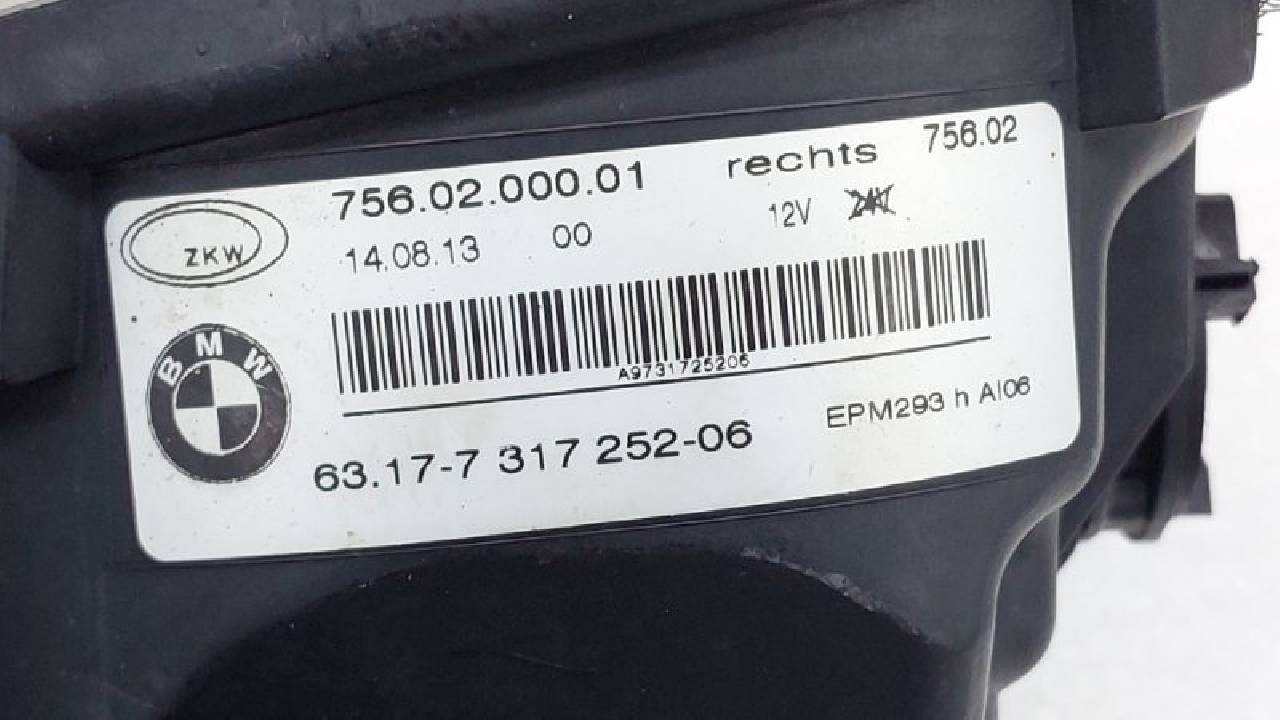 756.02.000.01 rechts 756.02
ZKW 14.08.13 00 12V
A9731725206
BMW
63.17-7 317 252-06 EPM293 h AI06